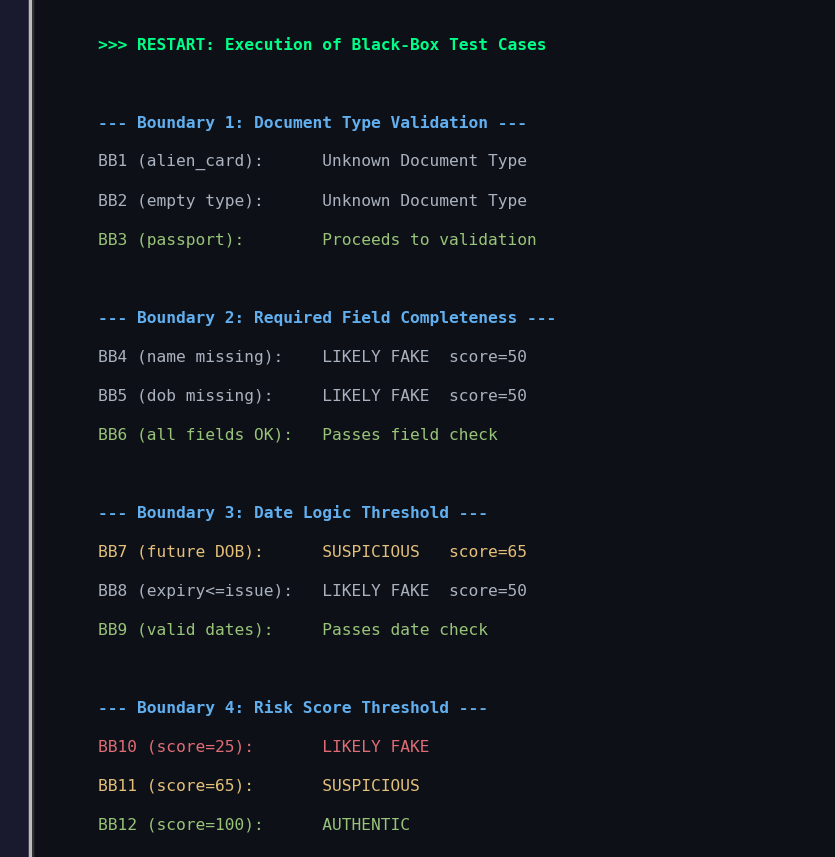 >>> RESTART: Execution of Black-Box Test Cases
--- Boundary 1: Document Type Validation ---
BB1 (alien_card):      Unknown Document Type
BB2 (empty type):      Unknown Document Type
BB3 (passport):        Proceeds to validation
--- Boundary 2: Required Field Completeness ---
BB4 (name missing):    LIKELY FAKE  score=50
BB5 (dob missing):     LIKELY FAKE  score=50
BB6 (all fields OK):   Passes field check
--- Boundary 3: Date Logic Threshold ---
BB7 (future DOB):      SUSPICIOUS   score=65
BB8 (expiry<=issue):   LIKELY FAKE  score=50
BB9 (valid dates):     Passes date check
--- Boundary 4: Risk Score Threshold ---
BB10 (score=25):       LIKELY FAKE
BB11 (score=65):       SUSPICIOUS
BB12 (score=100):      AUTHENTIC